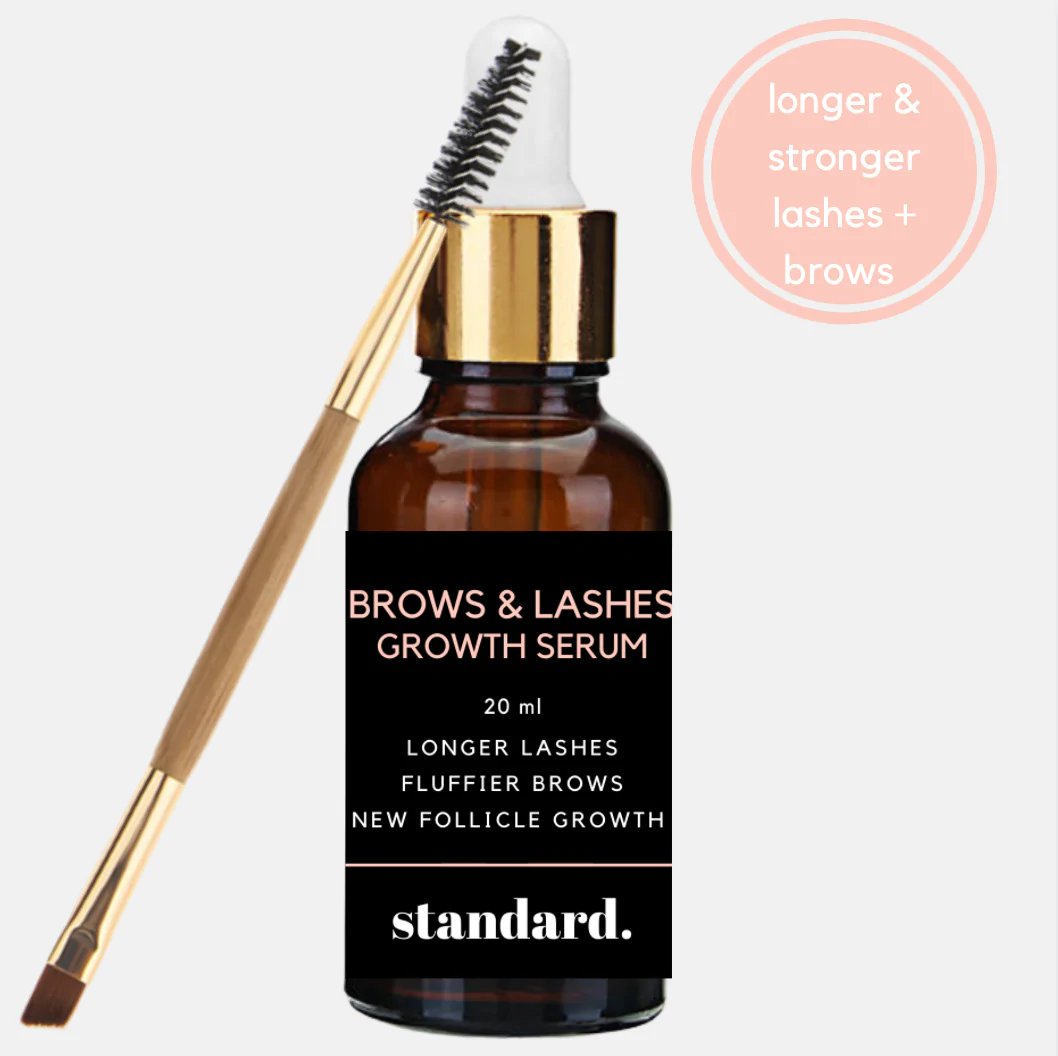 longer &
stronger
lashes +
brows
BROWS & LASHES
GROWTH SERUM
20 ml
LONGER LASHES
FLUFFIER BROWS
NEW FOLLICLE GROWTH
standard.